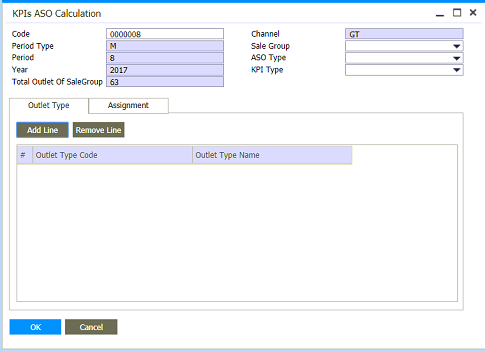 KPIs ASO Calculation
Code 0000008 Channel GT
Period Type M Sale Group
Period 8 ASO Type
Year 2017 KPI Type
Total Outlet Of SaleGroup 63
Outlet Type Assignment
Add Line Remove Line
# Outlet Type Code Outlet Type Name
OK Cancel